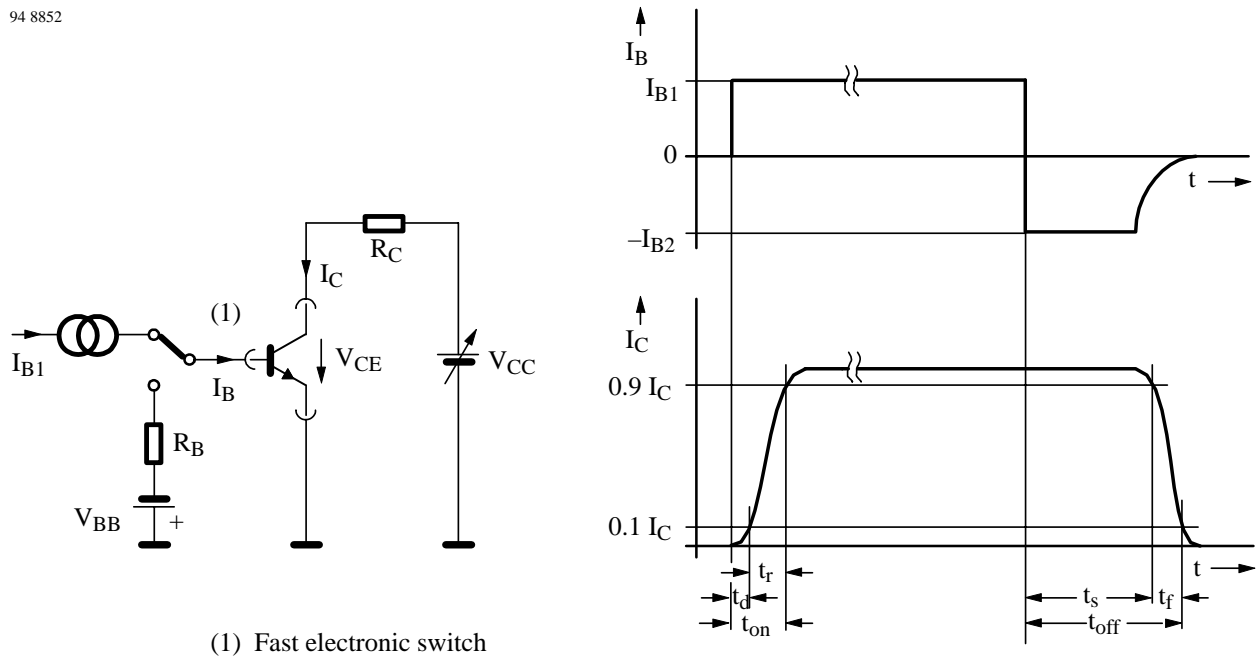 94 8852
I_B
I_B1
0
t
–I_B2
R_C
I_C
(1)
V_CE
V_CC
I_B1
I_B
R_B
V_BB
+
I_C
0.9 I_C
0.1 I_C
t
t_r
t_d
t_s
t_f
t_on
t_off
(1) Fast electronic switch